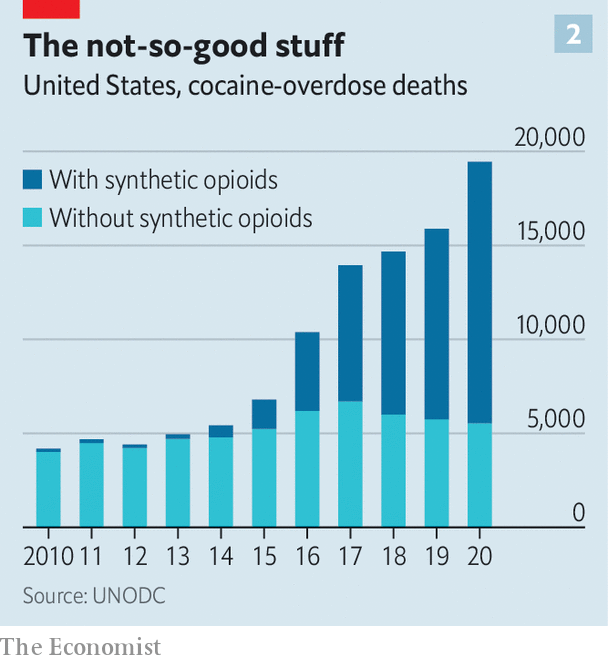 The not-so-good stuff
2
United States, cocaine-overdose deaths
20,000
With synthetic opioids
Without synthetic opioids
15,000
10,000
5,000
0
2010 11 12 13 14 15 16 17 18 19 20
Source: UNODC
The Economist